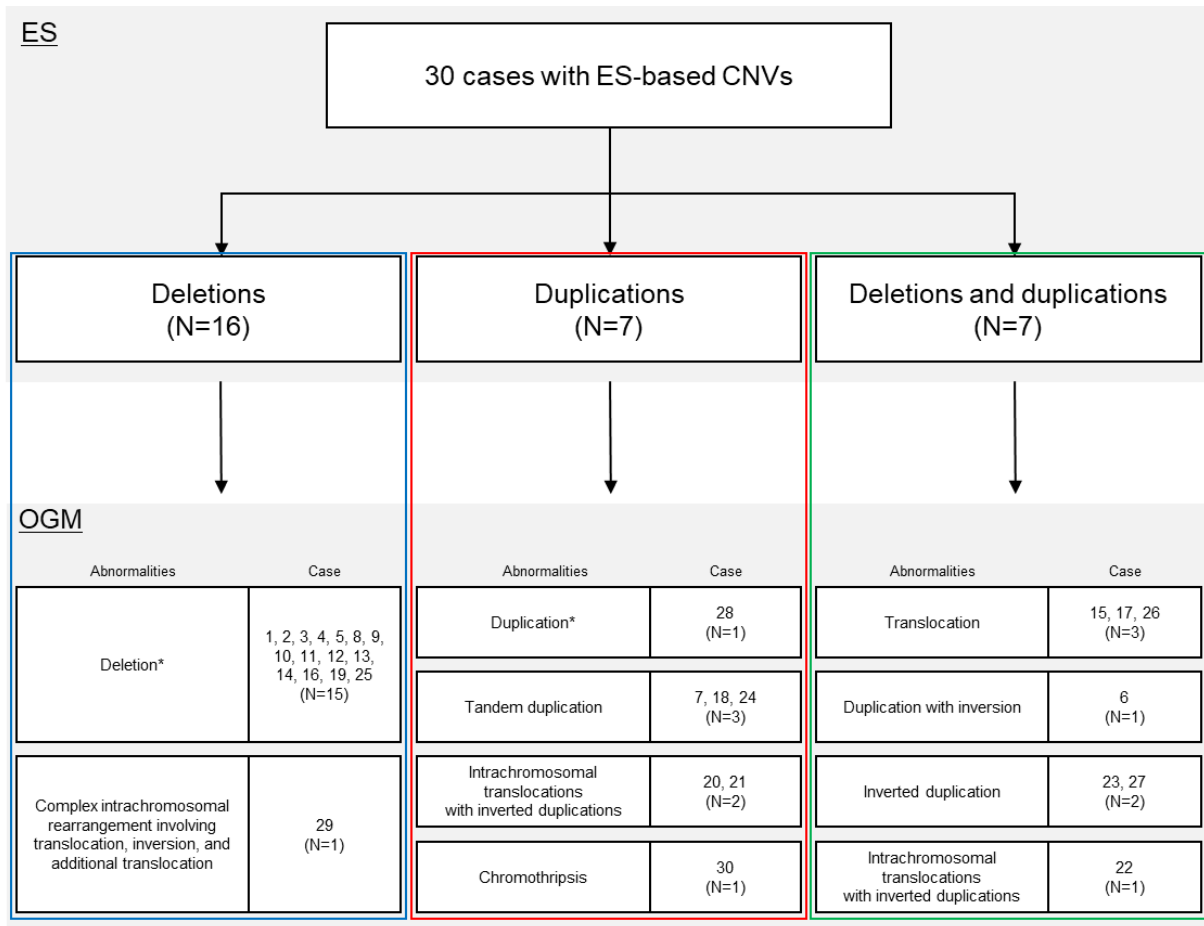 ES
30 cases with ES-based CNVs
Deletions
(N=16)
Duplications
(N=7)
Deletions and duplications
(N=7)
OGM
Abnormalities
Case
Deletion*
1, 2, 3, 4, 5, 8, 9,
10, 11, 12, 13,
14, 16, 19, 25
(N=15)
Complex intrachromosomal
rearrangement involving
translocation, inversion, and
additional translocation
29
(N=1)
Abnormalities
Case
Duplication*
28
(N=1)
Tandem duplication
7, 18, 24
(N=3)
Intrachromosomal
translocations
with inverted duplications
20, 21
(N=2)
Chromothripsis
30
(N=1)
Abnormalities
Case
Translocation
15, 17, 26
(N=3)
Duplication with inversion
6
(N=1)
Inverted duplication
23, 27
(N=2)
Intrachromosomal
translocations
with inverted duplications
22
(N=1)